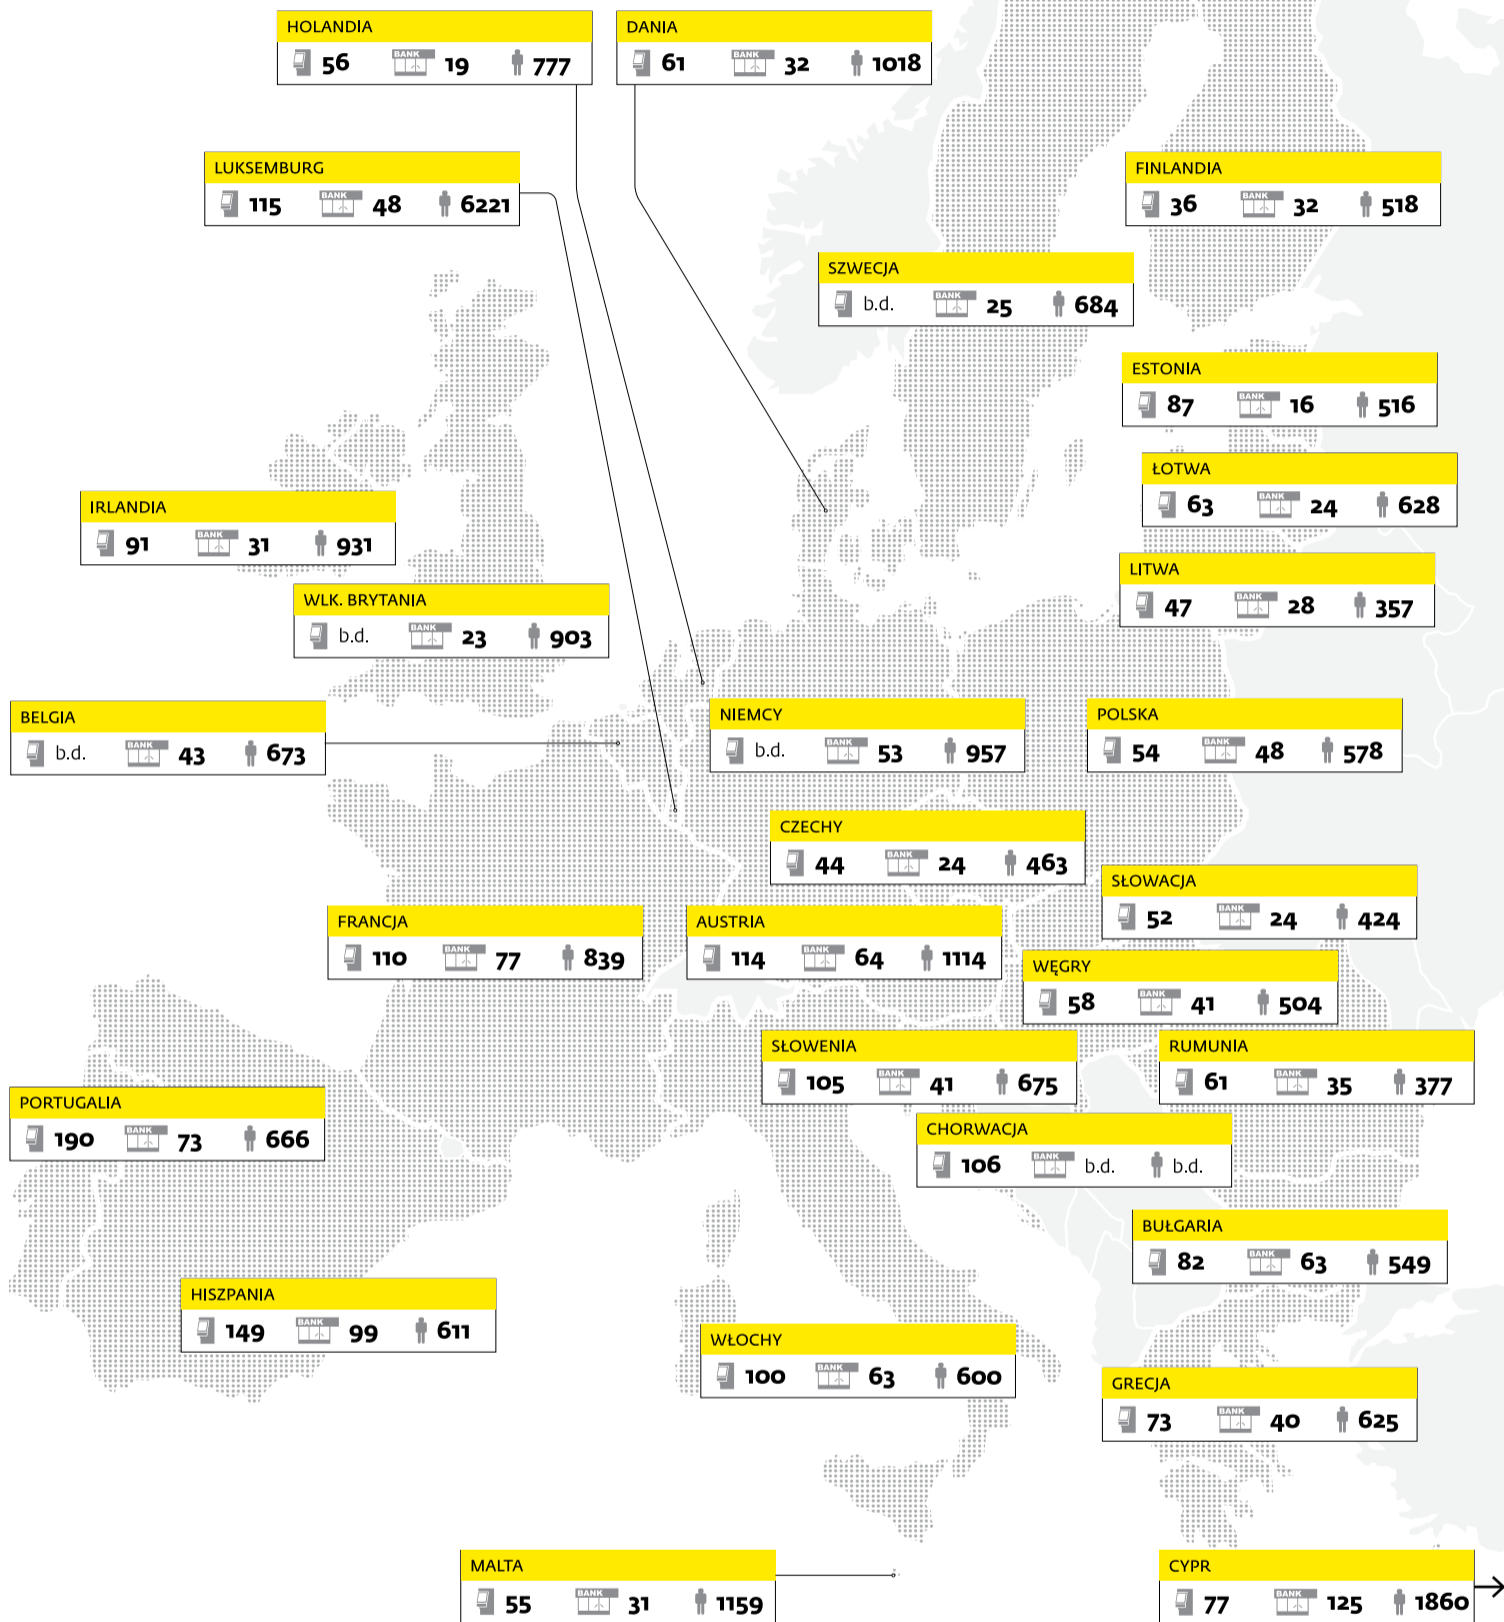 HOLANDIA
56 BANK 19 777
DANIA
61 BANK 32 1018
LUKSEMBURG
115 BANK 48 6221
FINLANDIA
36 BANK 32 518
SZWECJA
b.d. BANK 25 684
ESTONIA
87 BANK 16 516
ŁOTWA
63 BANK 24 628
IRLANDIA
91 BANK 31 931
LITWA
47 BANK 28 357
WLK. BRYTANIA
b.d. BANK 23 903
BELGIA
b.d. BANK 43 673
NIEMCY
b.d. BANK 53 957
POLSKA
54 BANK 48 578
CZECHY
44 BANK 24 463
SŁOWACJA
52 BANK 24 424
FRANCJA
110 BANK 77 839
AUSTRIA
114 BANK 64 1114
WĘGRY
58 BANK 41 504
SŁOWENIA
105 BANK 41 675
RUMUNIA
61 BANK 35 377
PORTUGALIA
190 BANK 73 666
CHORWACJA
106 BANK b.d. b.d.
BUŁGARIA
82 BANK 63 549
HISZPANIA
149 BANK 99 611
WŁOCHY
100 BANK 63 600
GRECJA
73 BANK 40 625
MALTA
55 BANK 31 1159
CYPR
77 BANK 125 1860